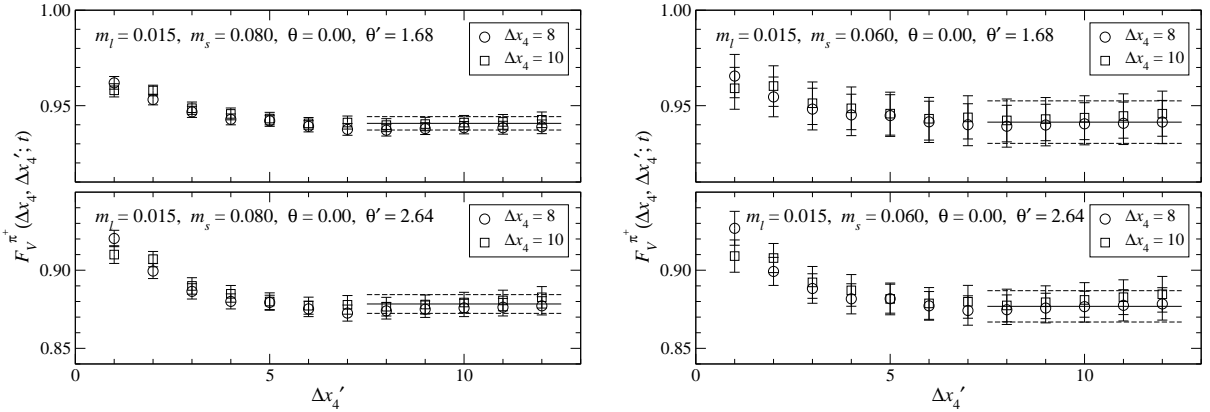 1.00
m_l = 0.015, m_s = 0.080, θ = 0.00, θ′ = 1.68
Δx_4 = 8
Δx_4 = 10
0.95
m_l = 0.015, m_s = 0.080, θ = 0.00, θ′ = 2.64
Δx_4 = 8
Δx_4 = 10
0.90
0.85
F_V^{π^+} (Δx_4, Δx_4′; t)
0 5 10
Δx_4′
1.00
m_l = 0.015, m_s = 0.060, θ = 0.00, θ′ = 1.68
Δx_4 = 8
Δx_4 = 10
0.95
m_l = 0.015, m_s = 0.060, θ = 0.00, θ′ = 2.64
Δx_4 = 8
Δx_4 = 10
0.90
0.85
F_V^{π^+} (Δx_4, Δx_4′; t)
0 5 10
Δx_4′